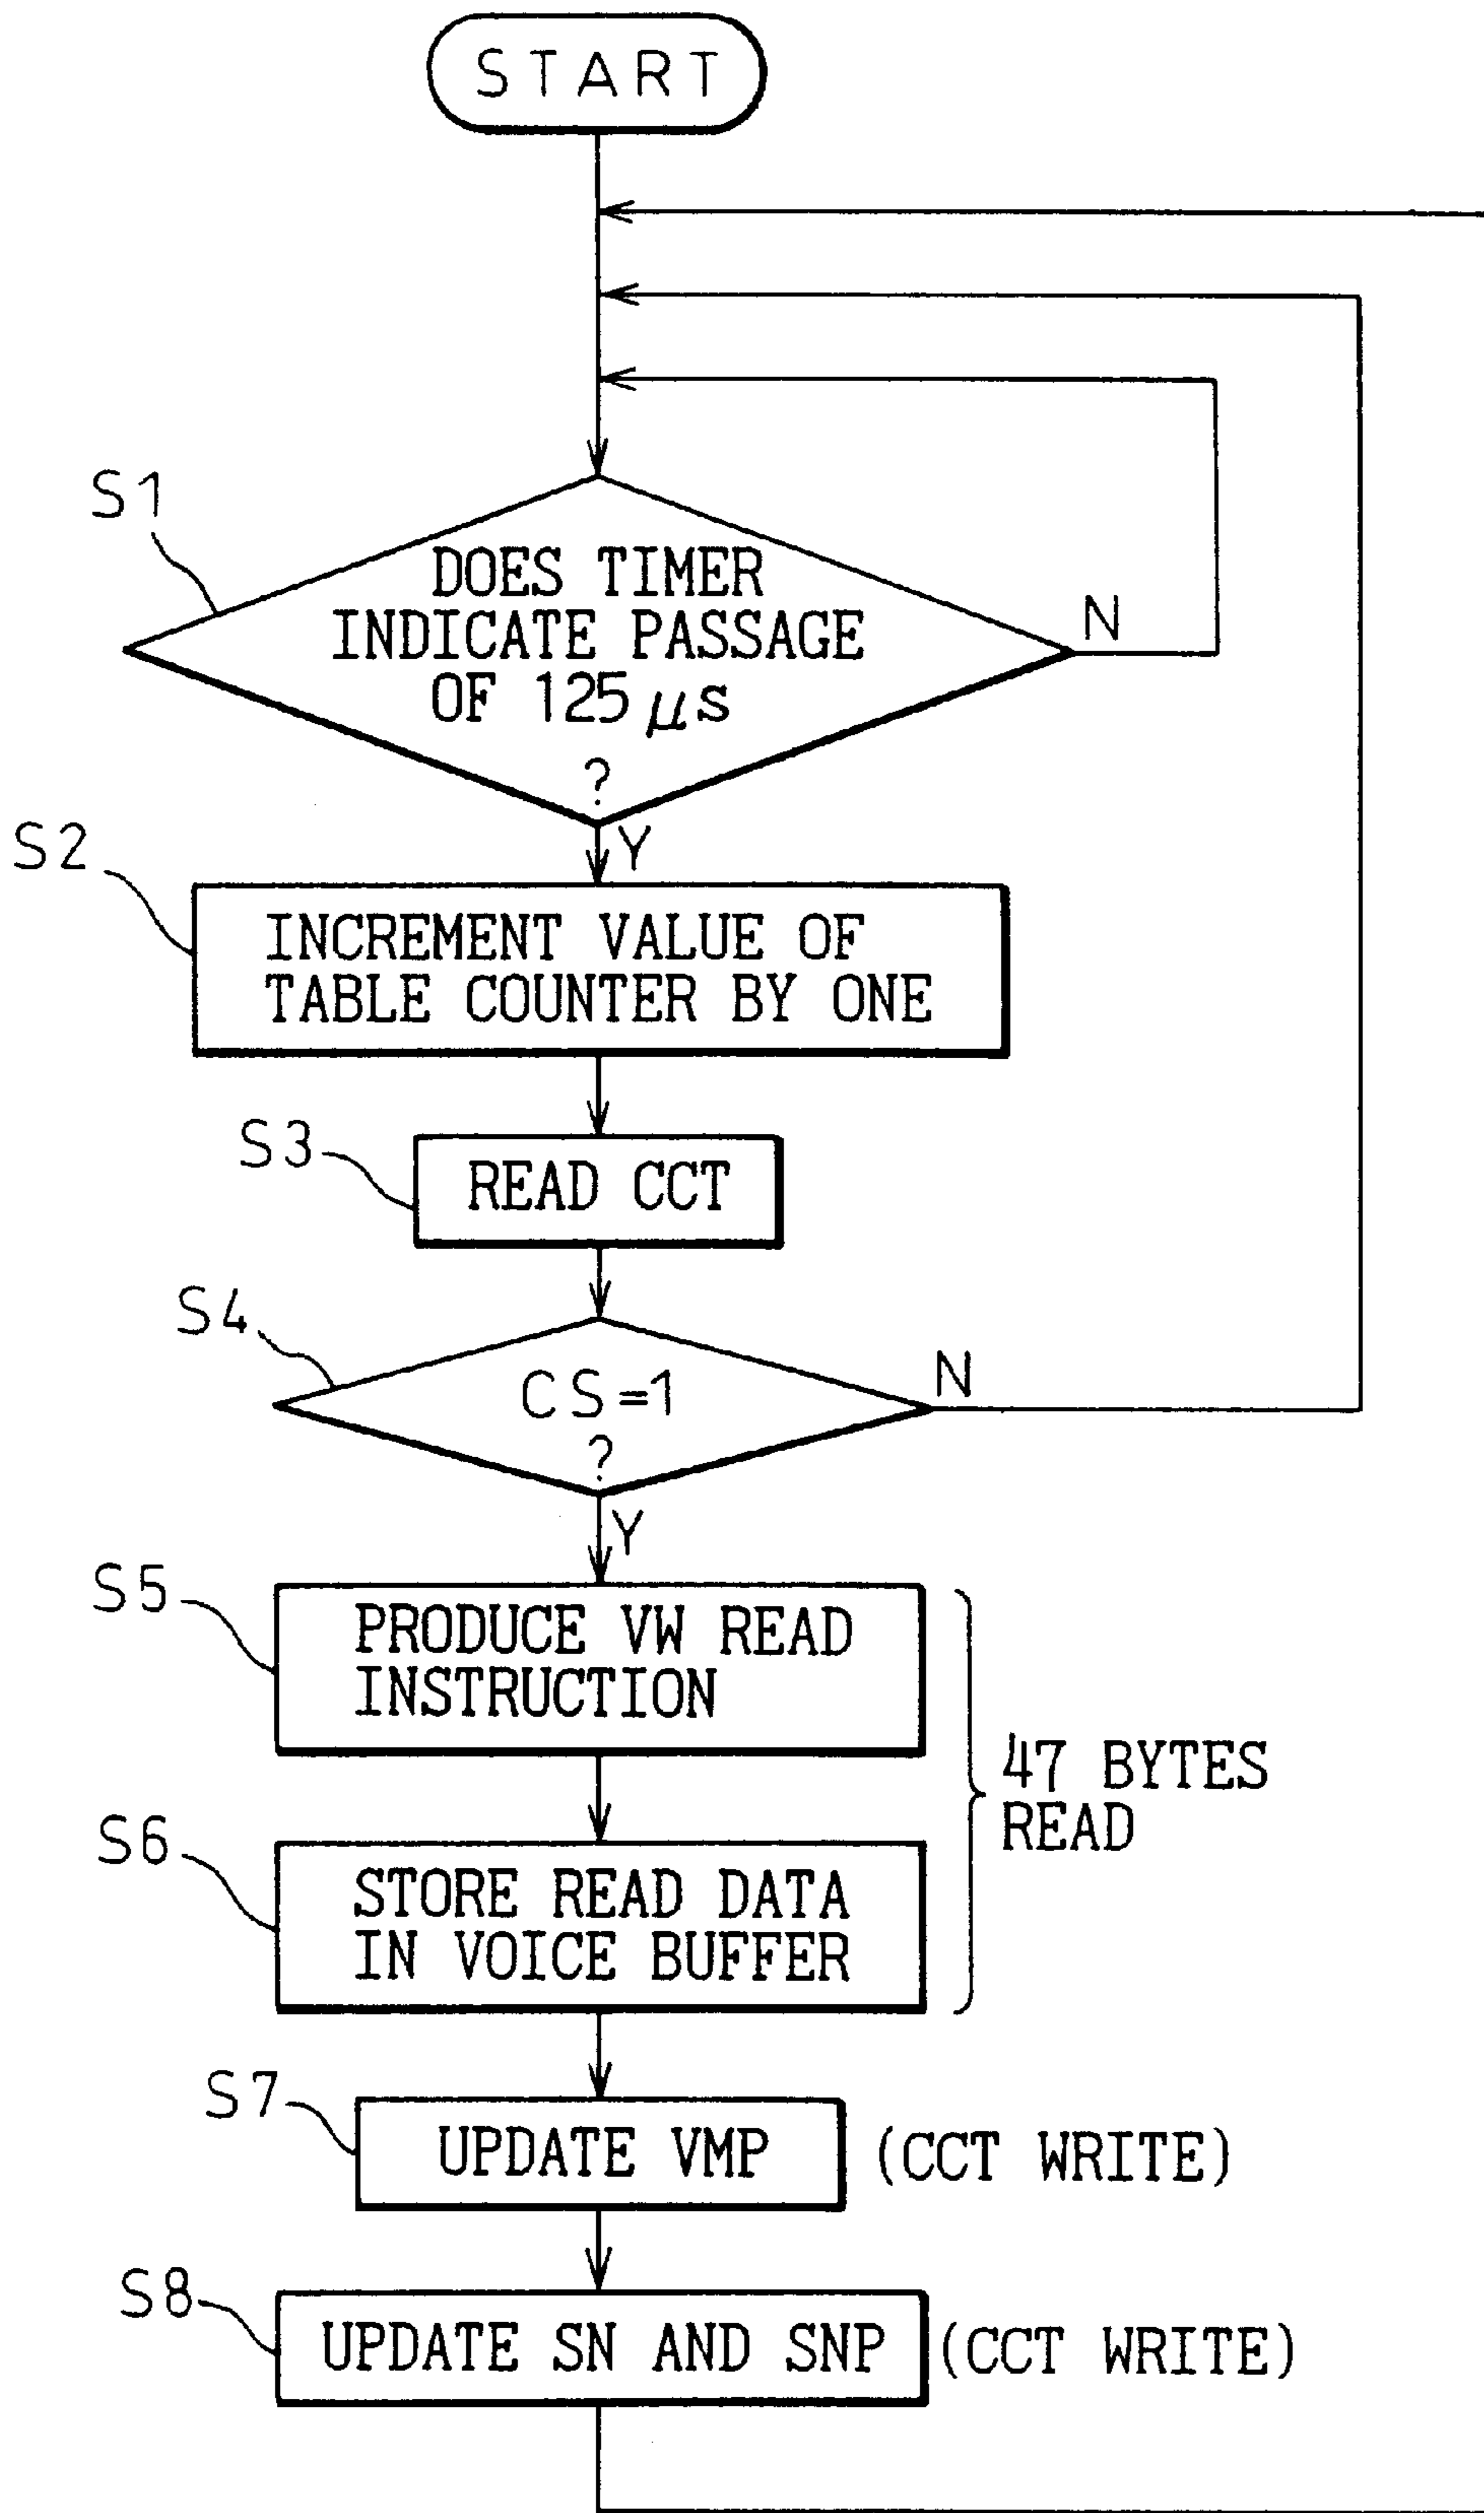 START
S1
DOES TIMER
INDICATE PASSAGE
OF 125 μs
?
N
Y
S2
INCREMENT VALUE OF
TABLE COUNTER BY ONE
S3
READ CCT
S4
CS=1
?
N
Y
S5
PRODUCE VW READ
INSTRUCTION
47 BYTES
READ
S6
STORE READ DATA
IN VOICE BUFFER
S7
UPDATE VMP
(CCT WRITE)
S8
UPDATE SN AND SNP
(CCT WRITE)